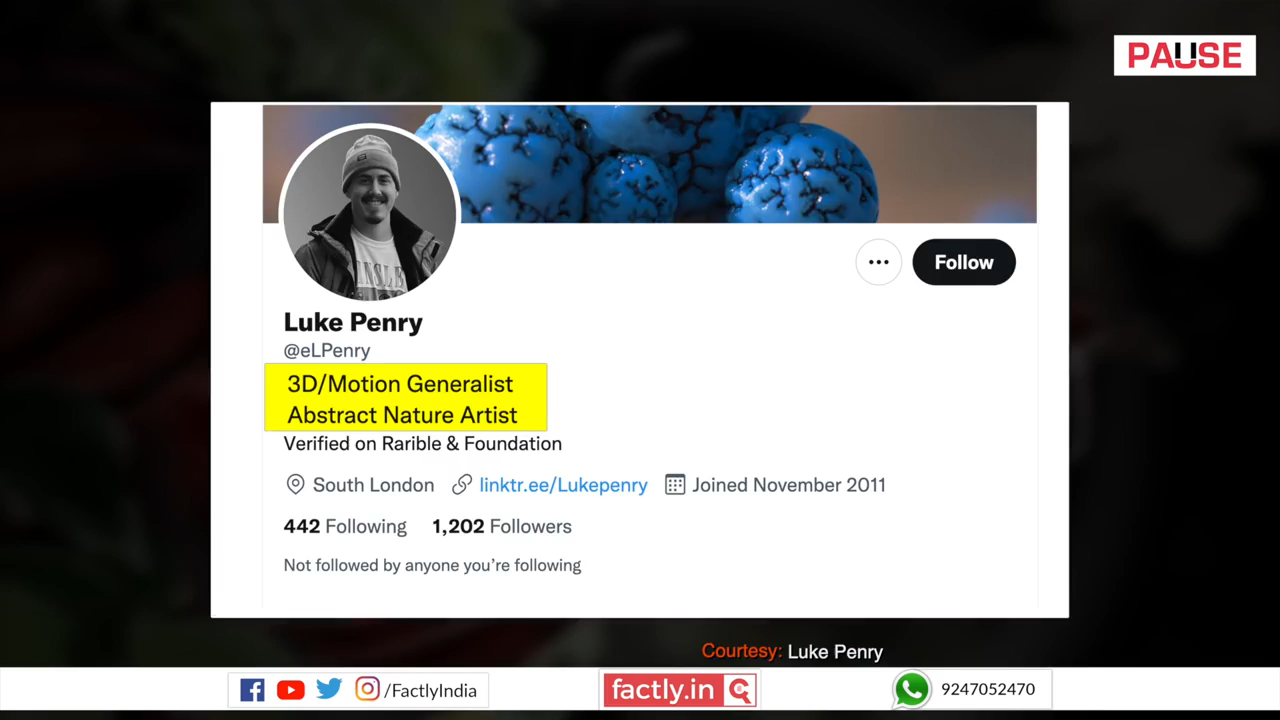 PAUSE
Follow
Luke Penry
@eLPenry
3D/Motion Generalist
Abstract Nature Artist
Verified on Rarible & Foundation
South London linktr.ee/Lukepenry Joined November 2011
442 Following 1,202 Followers
Not followed by anyone you're following
Courtesy: Luke Penry
/FactlyIndia factly.in 9247052470